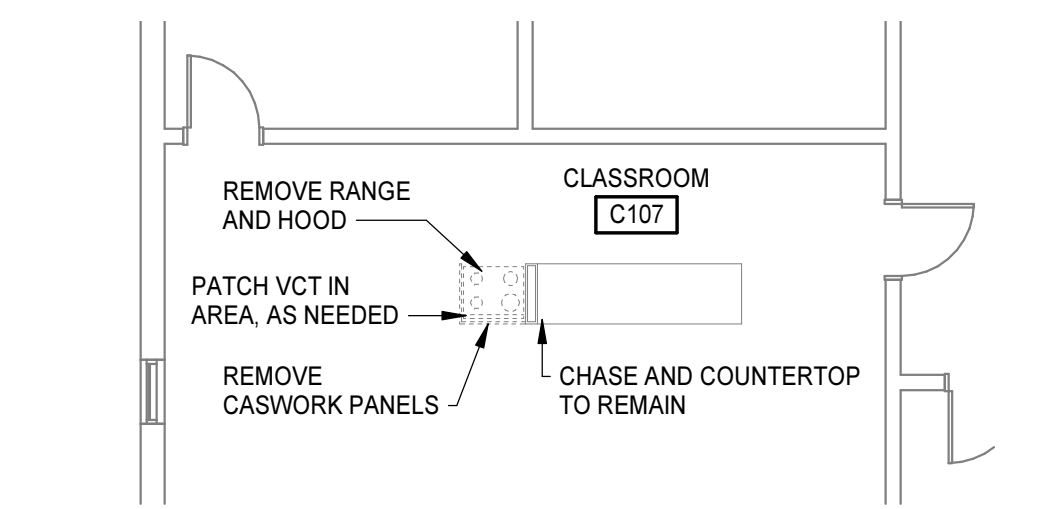 CLASSROOM
C107
REMOVE RANGE
AND HOOD
PATCH VCT IN
AREA, AS NEEDED
REMOVE
CASWORK PANELS
CHASE AND COUNTERTOP
TO REMAIN